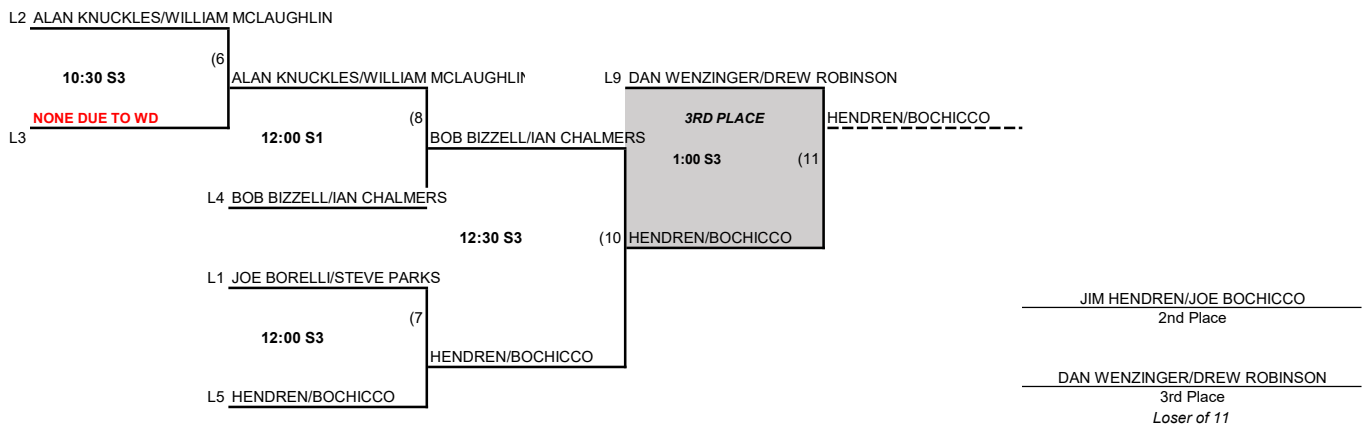 L2 ALAN KNUCKLES/WILLIAM MCLAUGHLIN
(6
10:30 S3
ALAN KNUCKLES/WILLIAM MCLAUGHLIN
L9 DAN WENZINGER/DREW ROBINSON
NONE DUE TO WD
(8
3RD PLACE
HENDREN/BOCHICCO
L3
12:00 S1
BOB BIZZELL/IAN CHALMERS
1:00 S3
(11
L4 BOB BIZZELL/IAN CHALMERS
12:30 S3
(10
HENDREN/BOCHICCO
L1 JOE BORELLI/STEVE PARKS
JIM HENDREN/JOE BOCHICCO
(7
2nd Place
12:00 S3
HENDREN/BOCHICCO
DAN WENZINGER/DREW ROBINSON
L5 HENDREN/BOCHICCO
3rd Place
Loser of 11